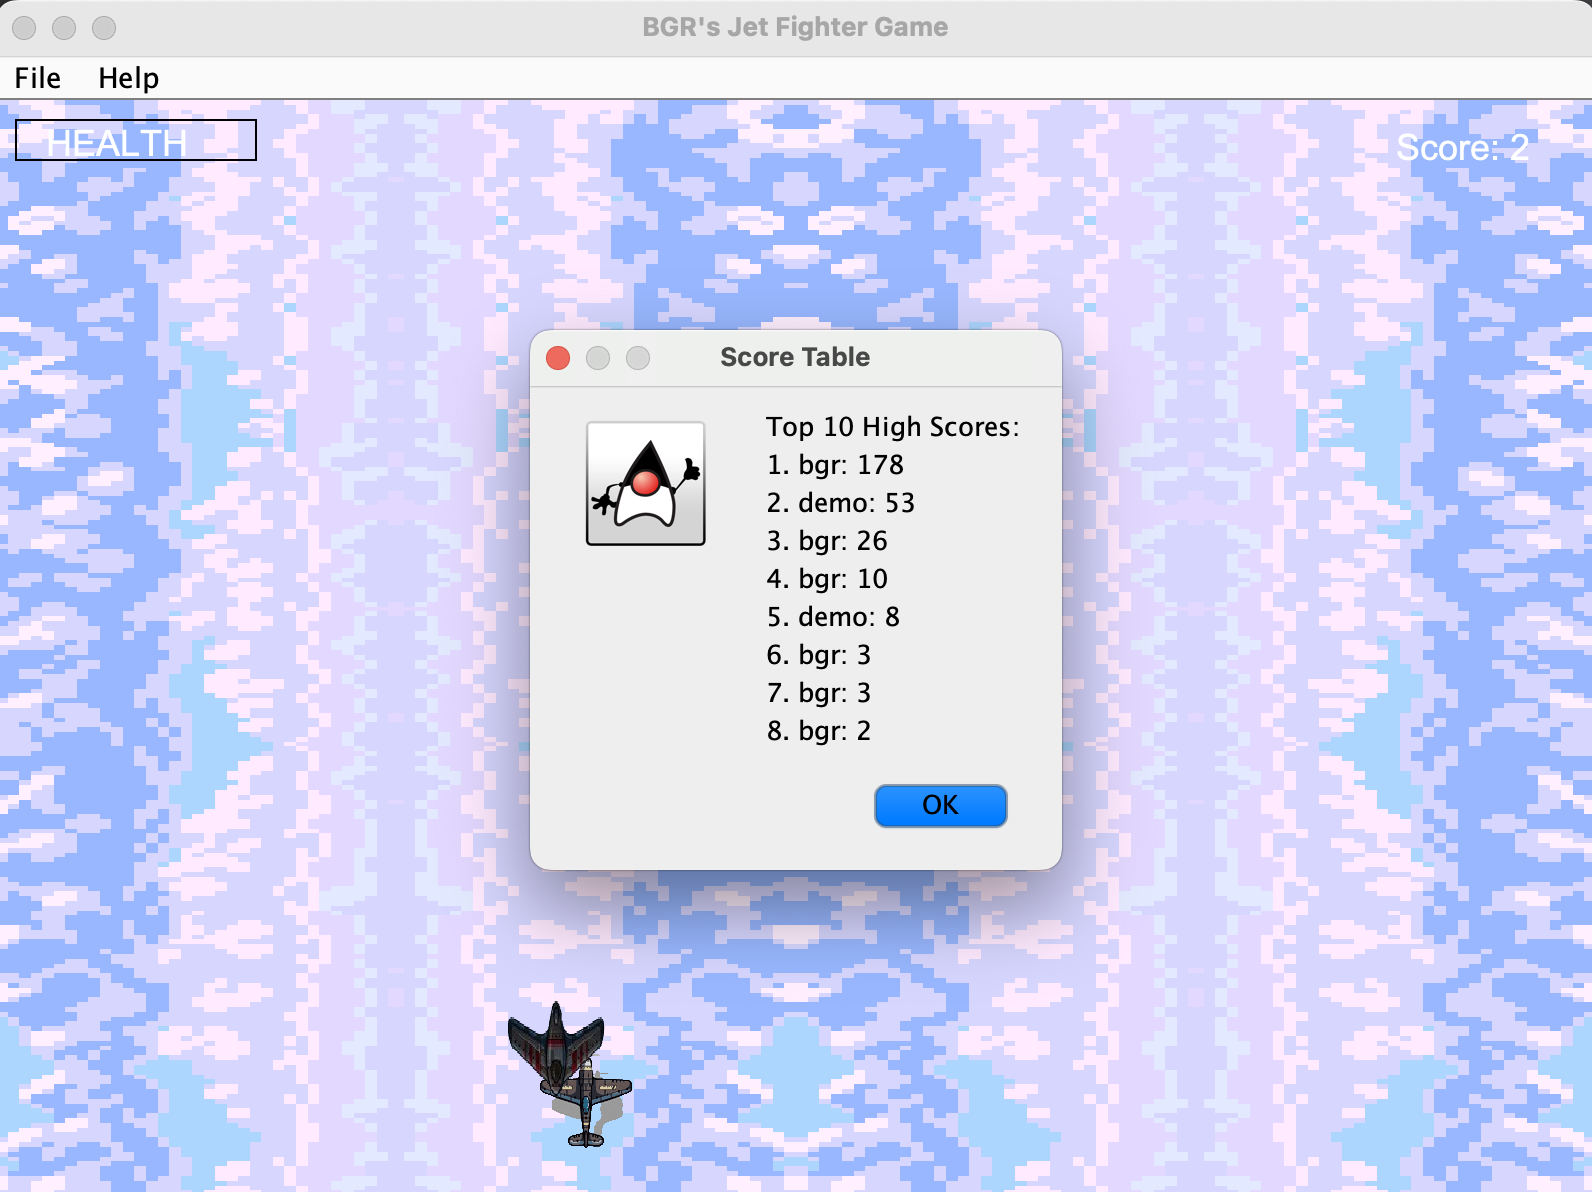 BGR's Jet Fighter Game
File Help
HEALTH
Score: 2
Score Table
Top 10 High Scores:
1. bgr: 178
2. demo: 53
3. bgr: 26
4. bgr: 10
5. demo: 8
6. bgr: 3
7. bgr: 3
8. bgr: 2
OK